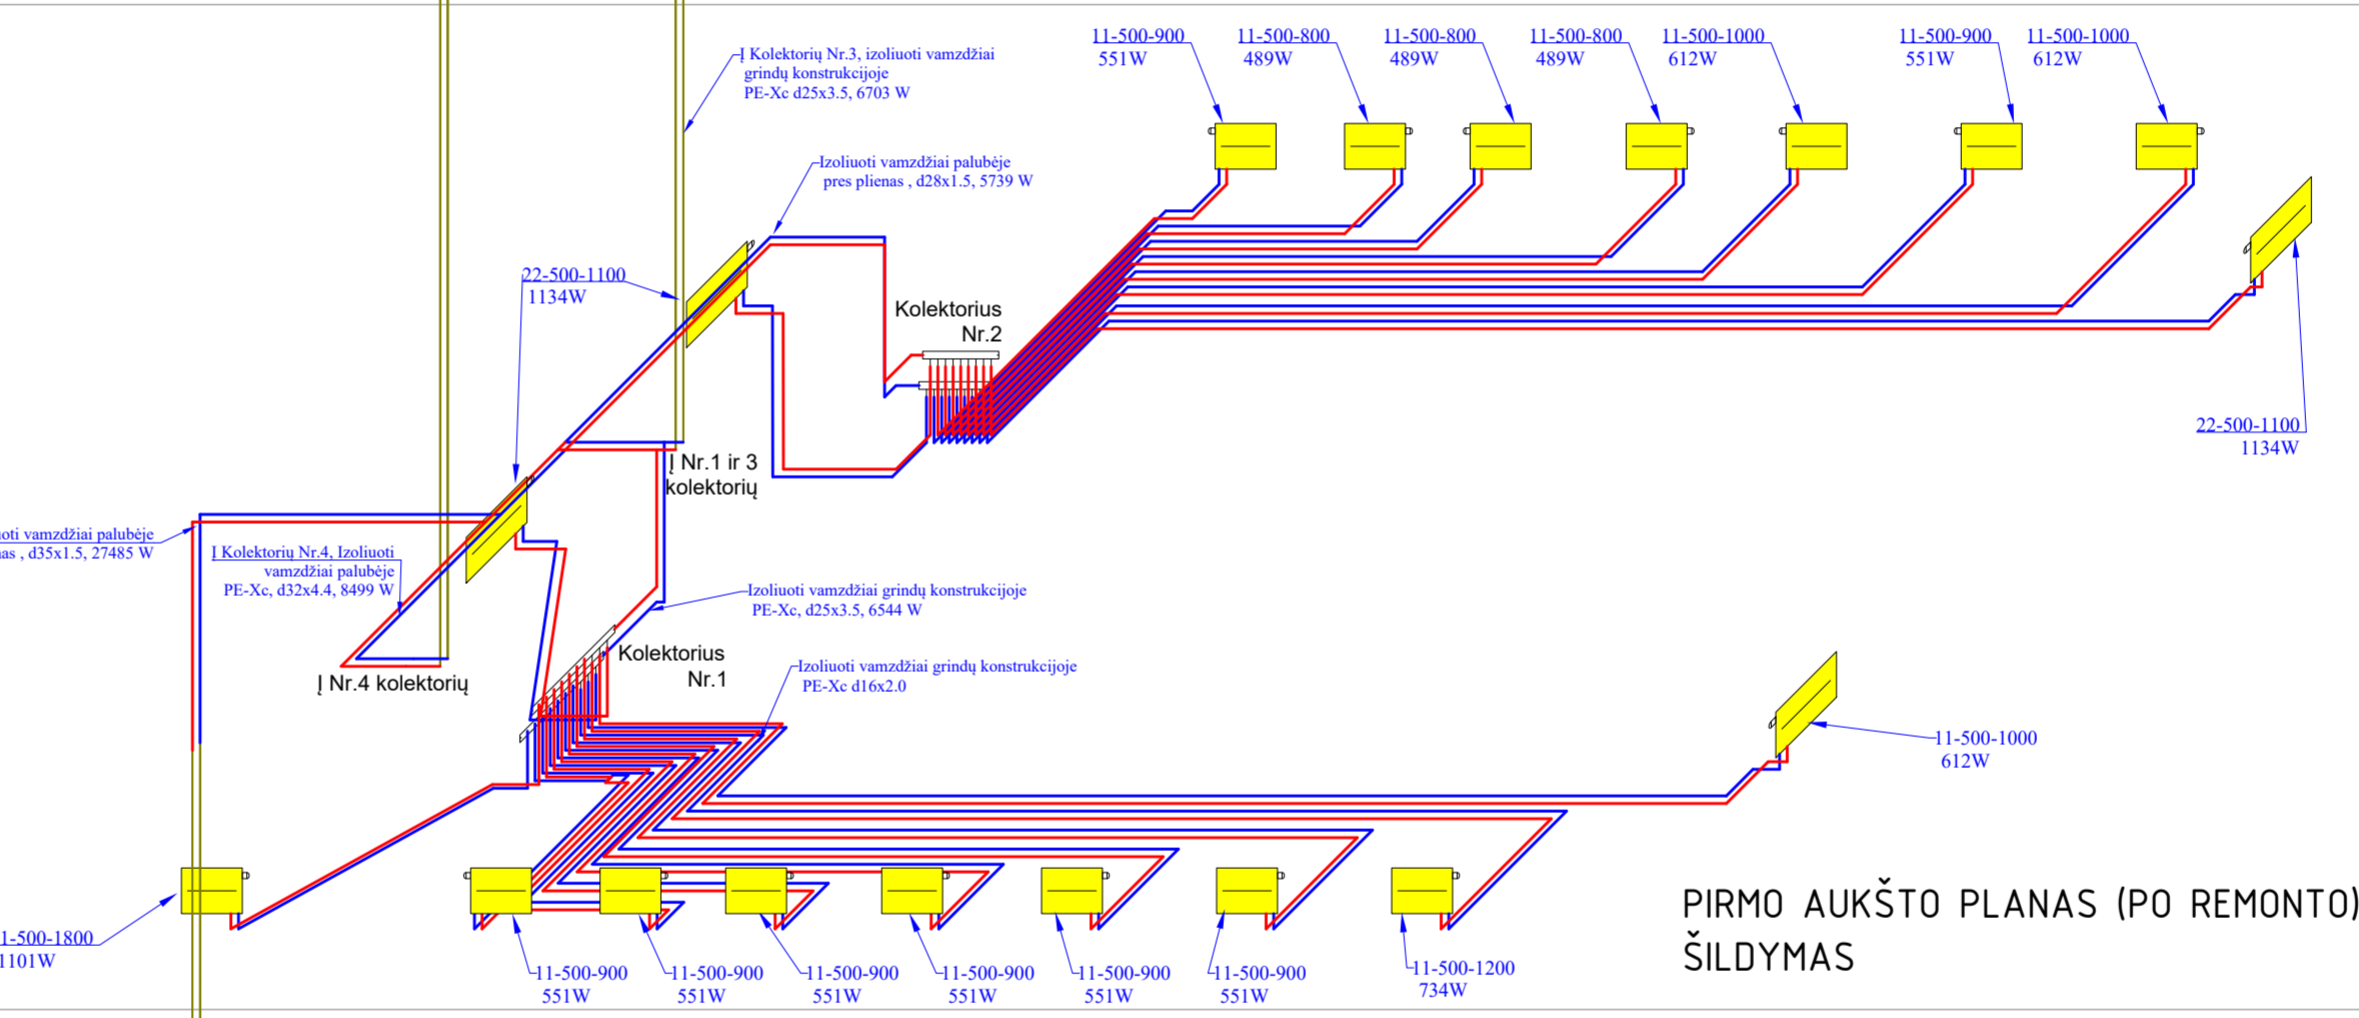 11-500-900
551W
11-500-800
489W
11-500-800
489W
11-500-800
489W
11-500-1000
612W
11-500-900
551W
11-500-1000
612W
Į Kolektorių Nr.3, izoliuoti vamzdžiai
grindų konstrukcijoje
PE-Xc d25x3.5, 6703 W
Izoliuoti vamzdžiai palubėje
pres plienas , d28x1.5, 5739 W
22-500-1100
1134W
Kolektorius
Nr.2
22-500-1100
1134W
Į Nr.1 ir 3
kolektorių
uoti vamzdžiai palubėje
nas , d35x1.5, 27485 W
Į Kolektorių Nr.4, Izoliuoti
vamzdžiai palubėje
PE-Xc, d32x4.4, 8499 W
Izoliuoti vamzdžiai grindų konstrukcijoje
PE-Xc, d25x3.5, 6544 W
Kolektorius
Nr.1
Į Nr.4 kolektorių
Izoliuoti vamzdžiai grindų konstrukcijoje
PE-Xc d16x2.0
11-500-1000
612W
1-500-1800
1101W
11-500-900
551W
11-500-900
551W
11-500-900
551W
11-500-900
551W
11-500-900
551W
11-500-900
551W
11-500-1200
734W
PIRMO AUKŠTO PLANAS (PO REMONTO)
ŠILDYMAS